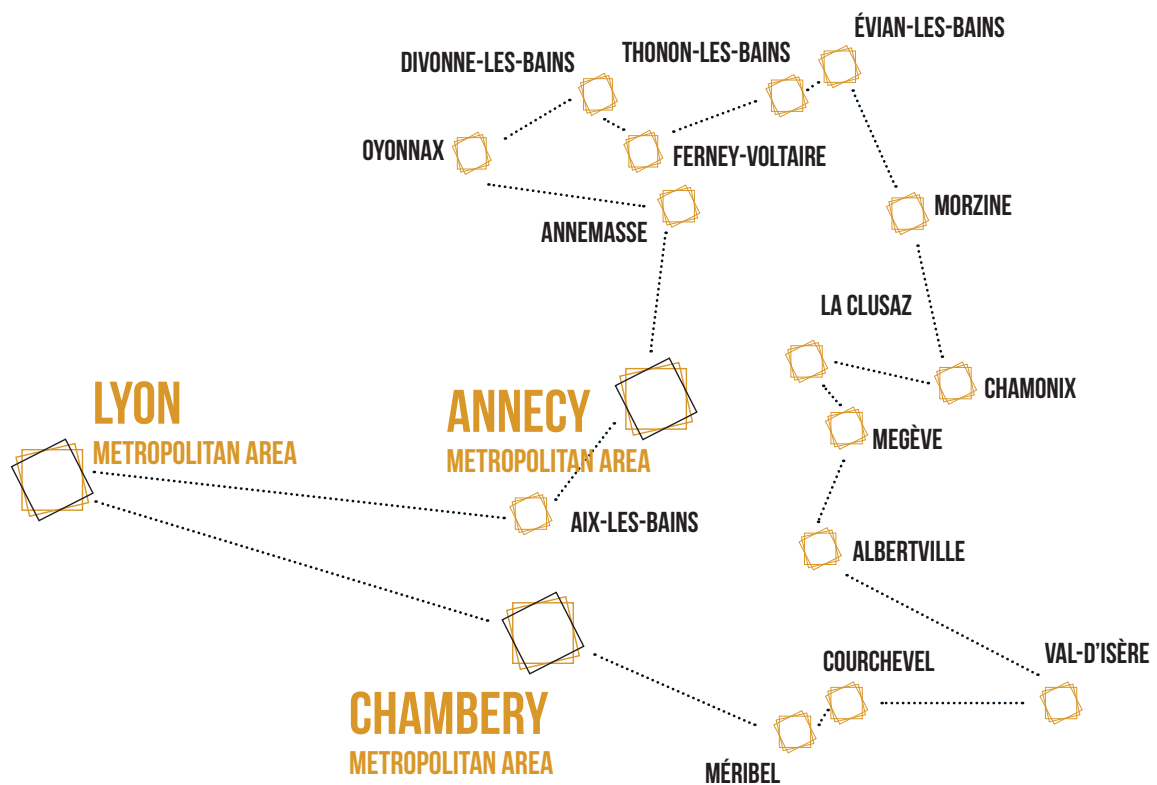 ÉVIAN-LES-BAINS
THONON-LES-BAINS
DIVONNE-LES-BAINS
OYONNAX
FERNEY-VOLTAIRE
MORZINE
ANNEMASSE
LA CLUSAZ
CHAMONIX
LYON
METROPOLITAN AREA
ANNECY
METROPOLITAN AREA
MEGÈVE
AIX-LES-BAINS
ALBERTVILLE
COURCHEVEL
VAL-D'ISÈRE
CHAMBERY
METROPOLITAN AREA
MÉRIBEL